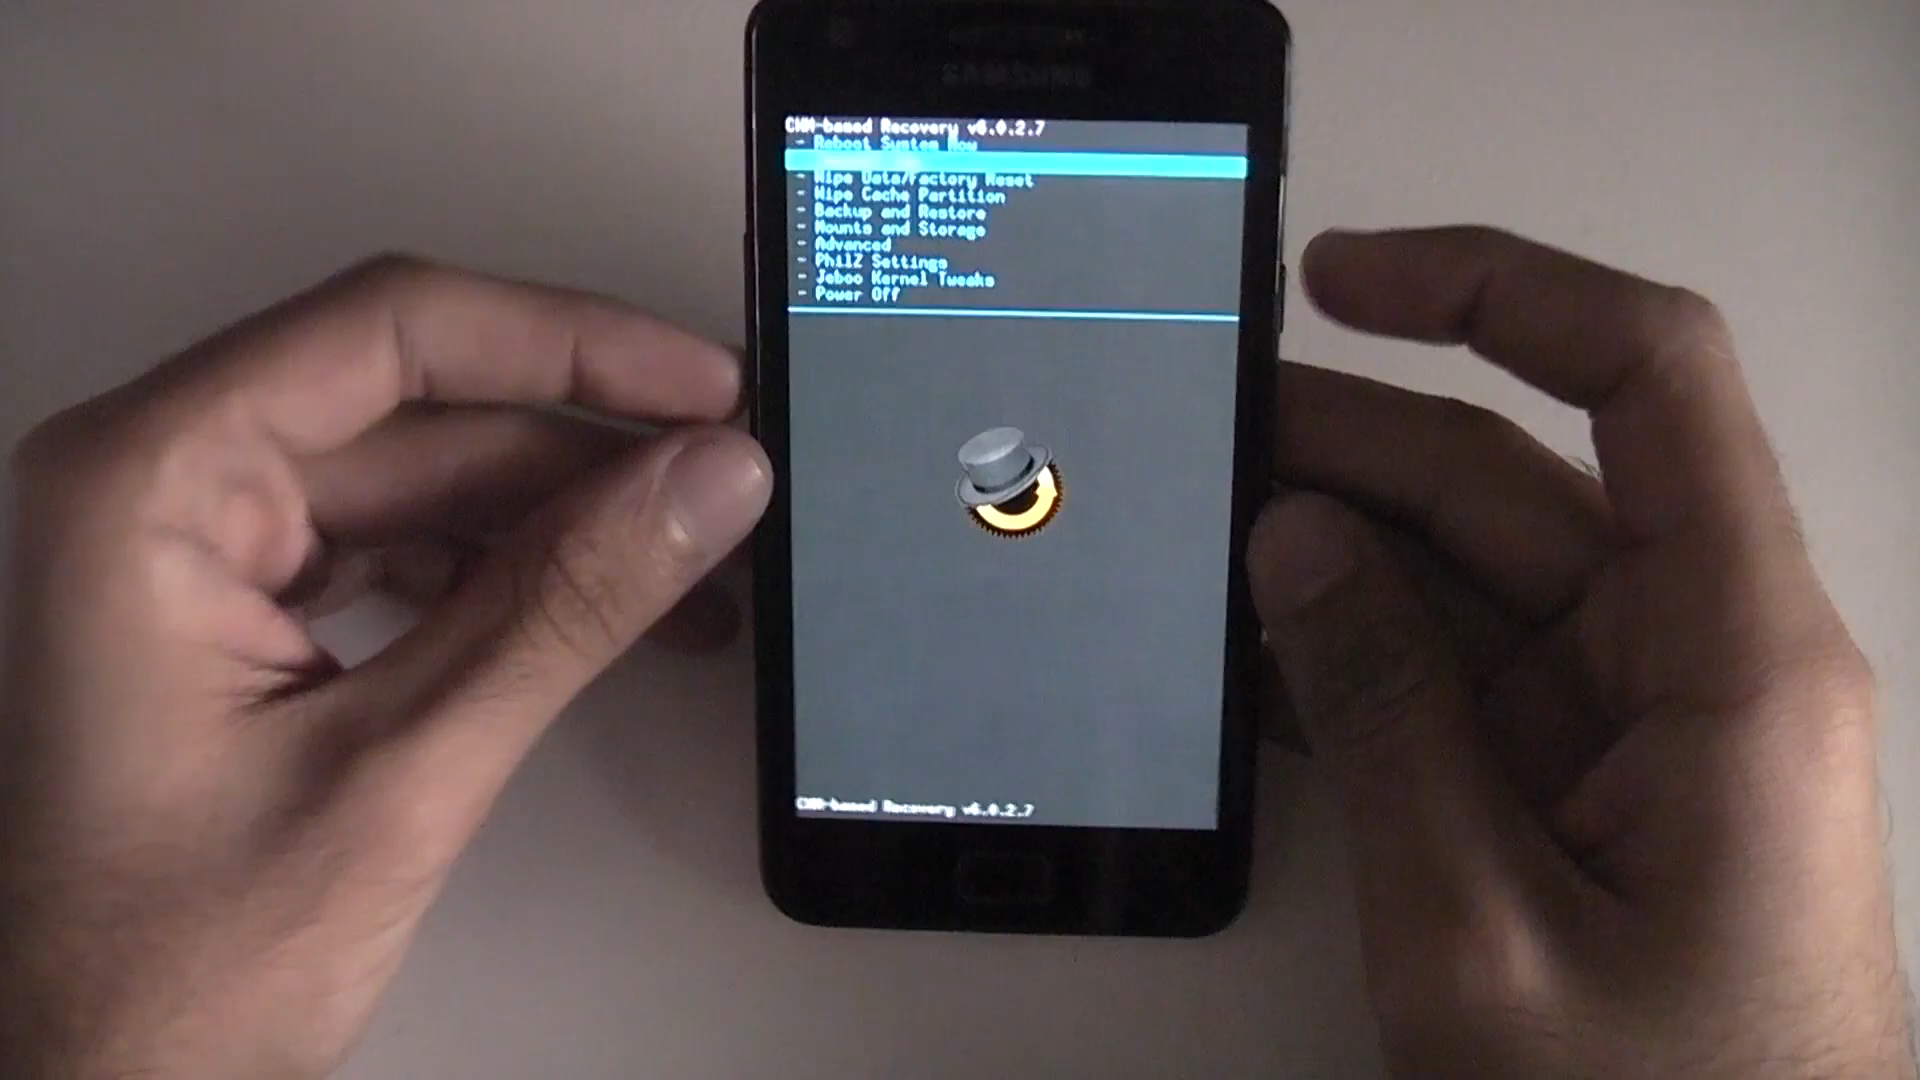 SAMSUNG
CWM-based Recovery v6.0.2.7
- Reboot System Now
- Wipe Data/Factory Reset
- Wipe Cache Partition
- Backup and Restore
- Mounts and Storage
- Advanced
- PhilZ Settings
- Jeboo Kernel Tweaks
- Power Off
CWM-based Recovery v6.0.2.7